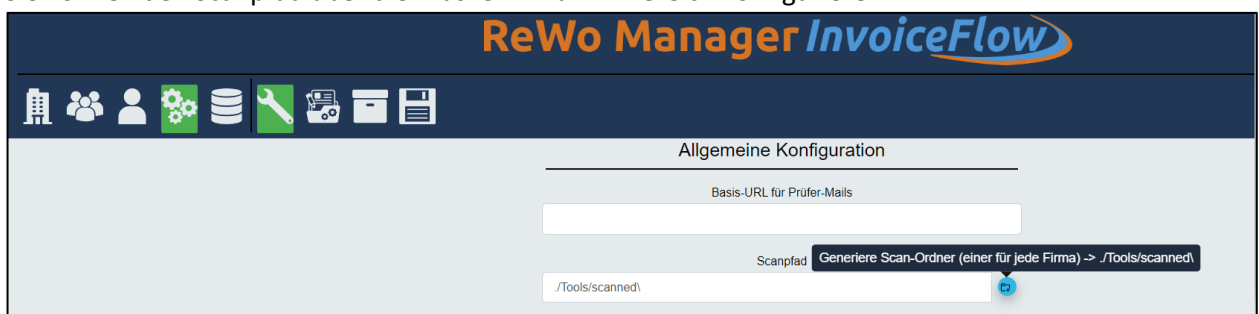 ReWo Manager InvoiceFlow
Allgemeine Konfiguration
Basis-URL für Prüfer-Mails
Scanpfad
Generiere Scan-Ordner (einer für jede Firma) -> ./Tools/scanned\
./Tools/scanned\